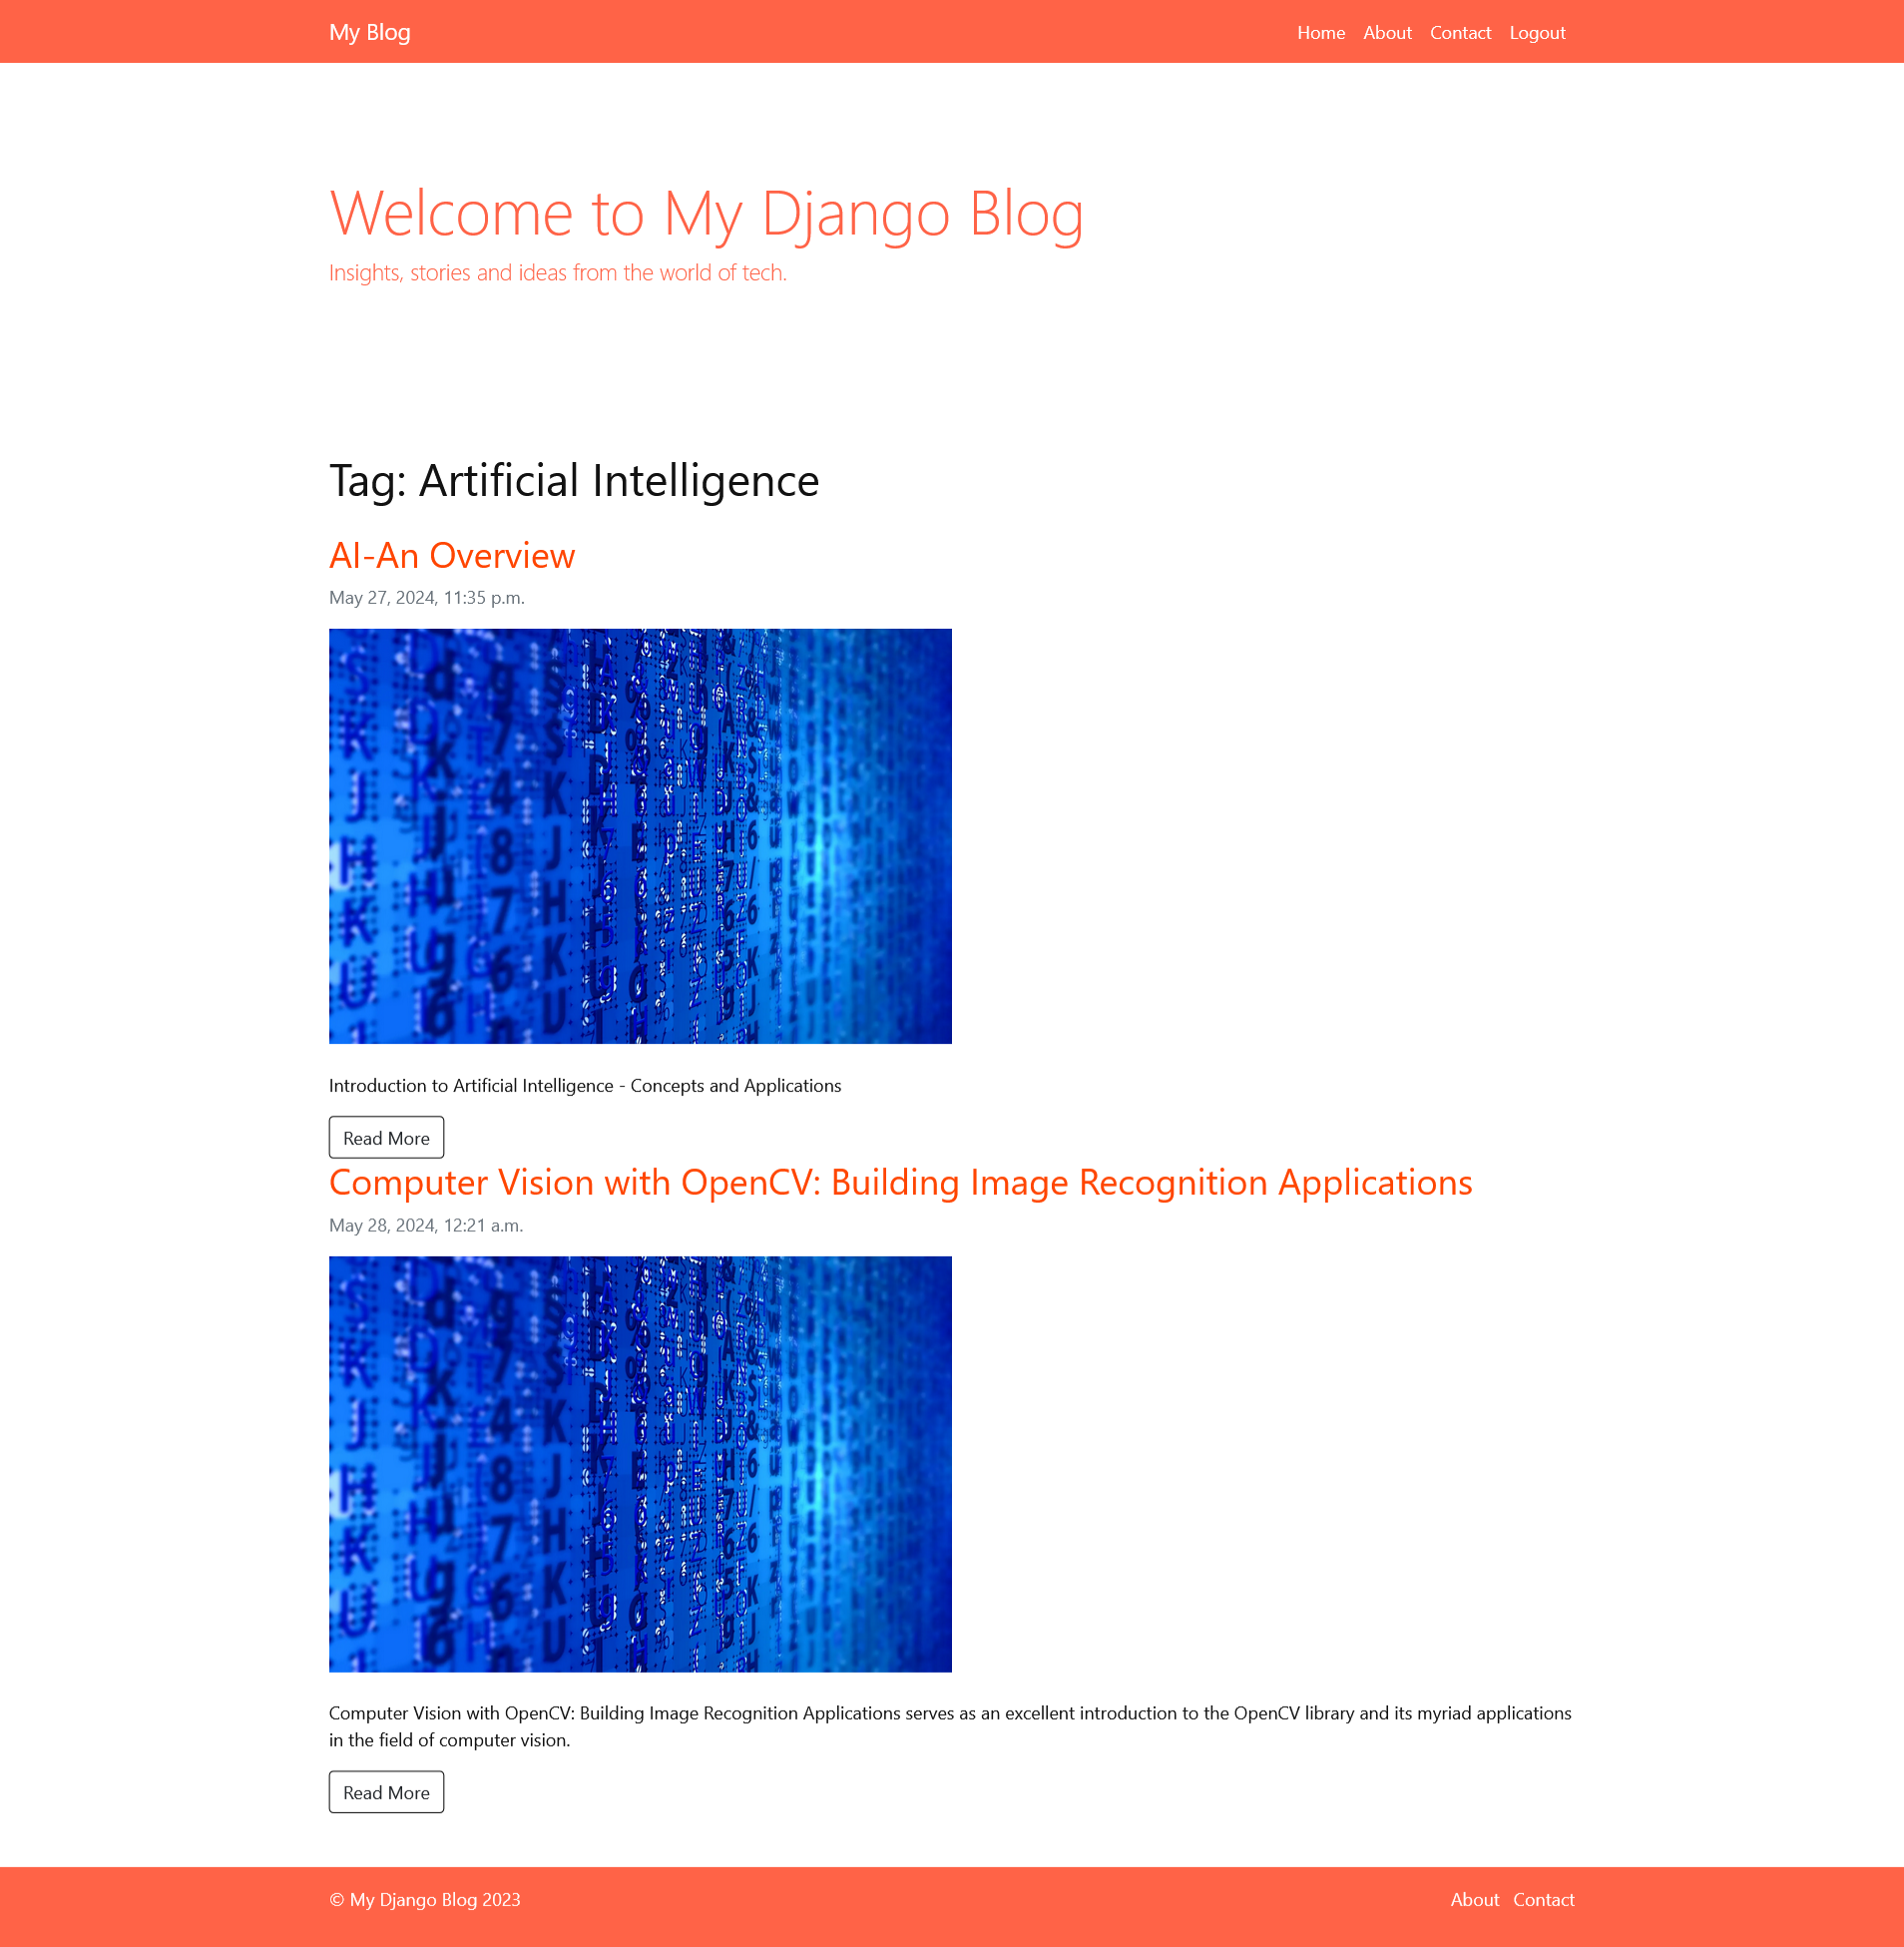 My Blog
Home About Contact Logout
Welcome to My Django Blog
Insights, stories and ideas from the world of tech.
Tag: Artificial Intelligence
AI-An Overview
May 27, 2024, 11:35 p.m.
Introduction to Artificial Intelligence - Concepts and Applications
Read More
Computer Vision with OpenCV: Building Image Recognition Applications
May 28, 2024, 12:21 a.m.
Computer Vision with OpenCV: Building Image Recognition Applications serves as an excellent introduction to the OpenCV library and its myriad applications
in the field of computer vision.
Read More
© My Django Blog 2023
About Contact